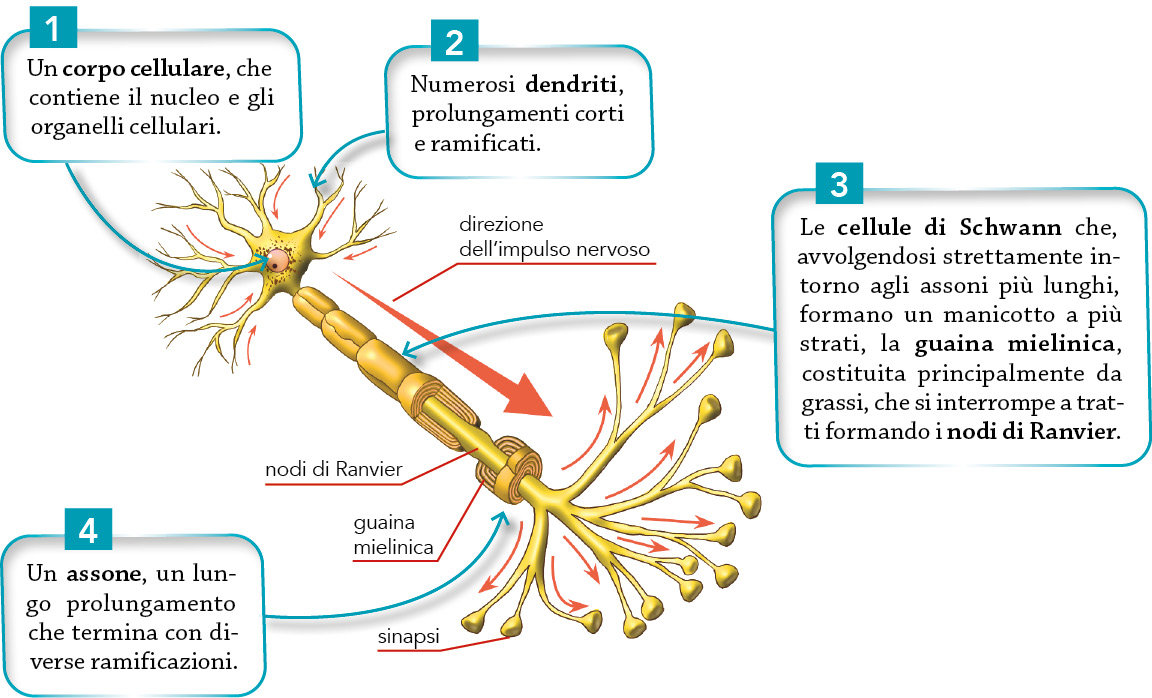 1
Un corpo cellulare, che
contiene il nucleo e gli
organelli cellulari.
2
Numerosi dendriti,
prolungamenti corti
e ramificati.
3
Le cellule di Schwann che,
avvolgendosi strettamente in-
torno agli assoni più lunghi,
formano un manicotto a più
strati, la guaina mielinica,
costituita principalmente da
grassi, che si interrompe a trat-
ti formando i nodi di Ranvier.
direzione
dell'impulso nervoso
nodi di Ranvier
guaina
mielinica
4
Un assone, un lun-
go prolungamento
che termina con di-
verse ramificazioni.
sinapsi